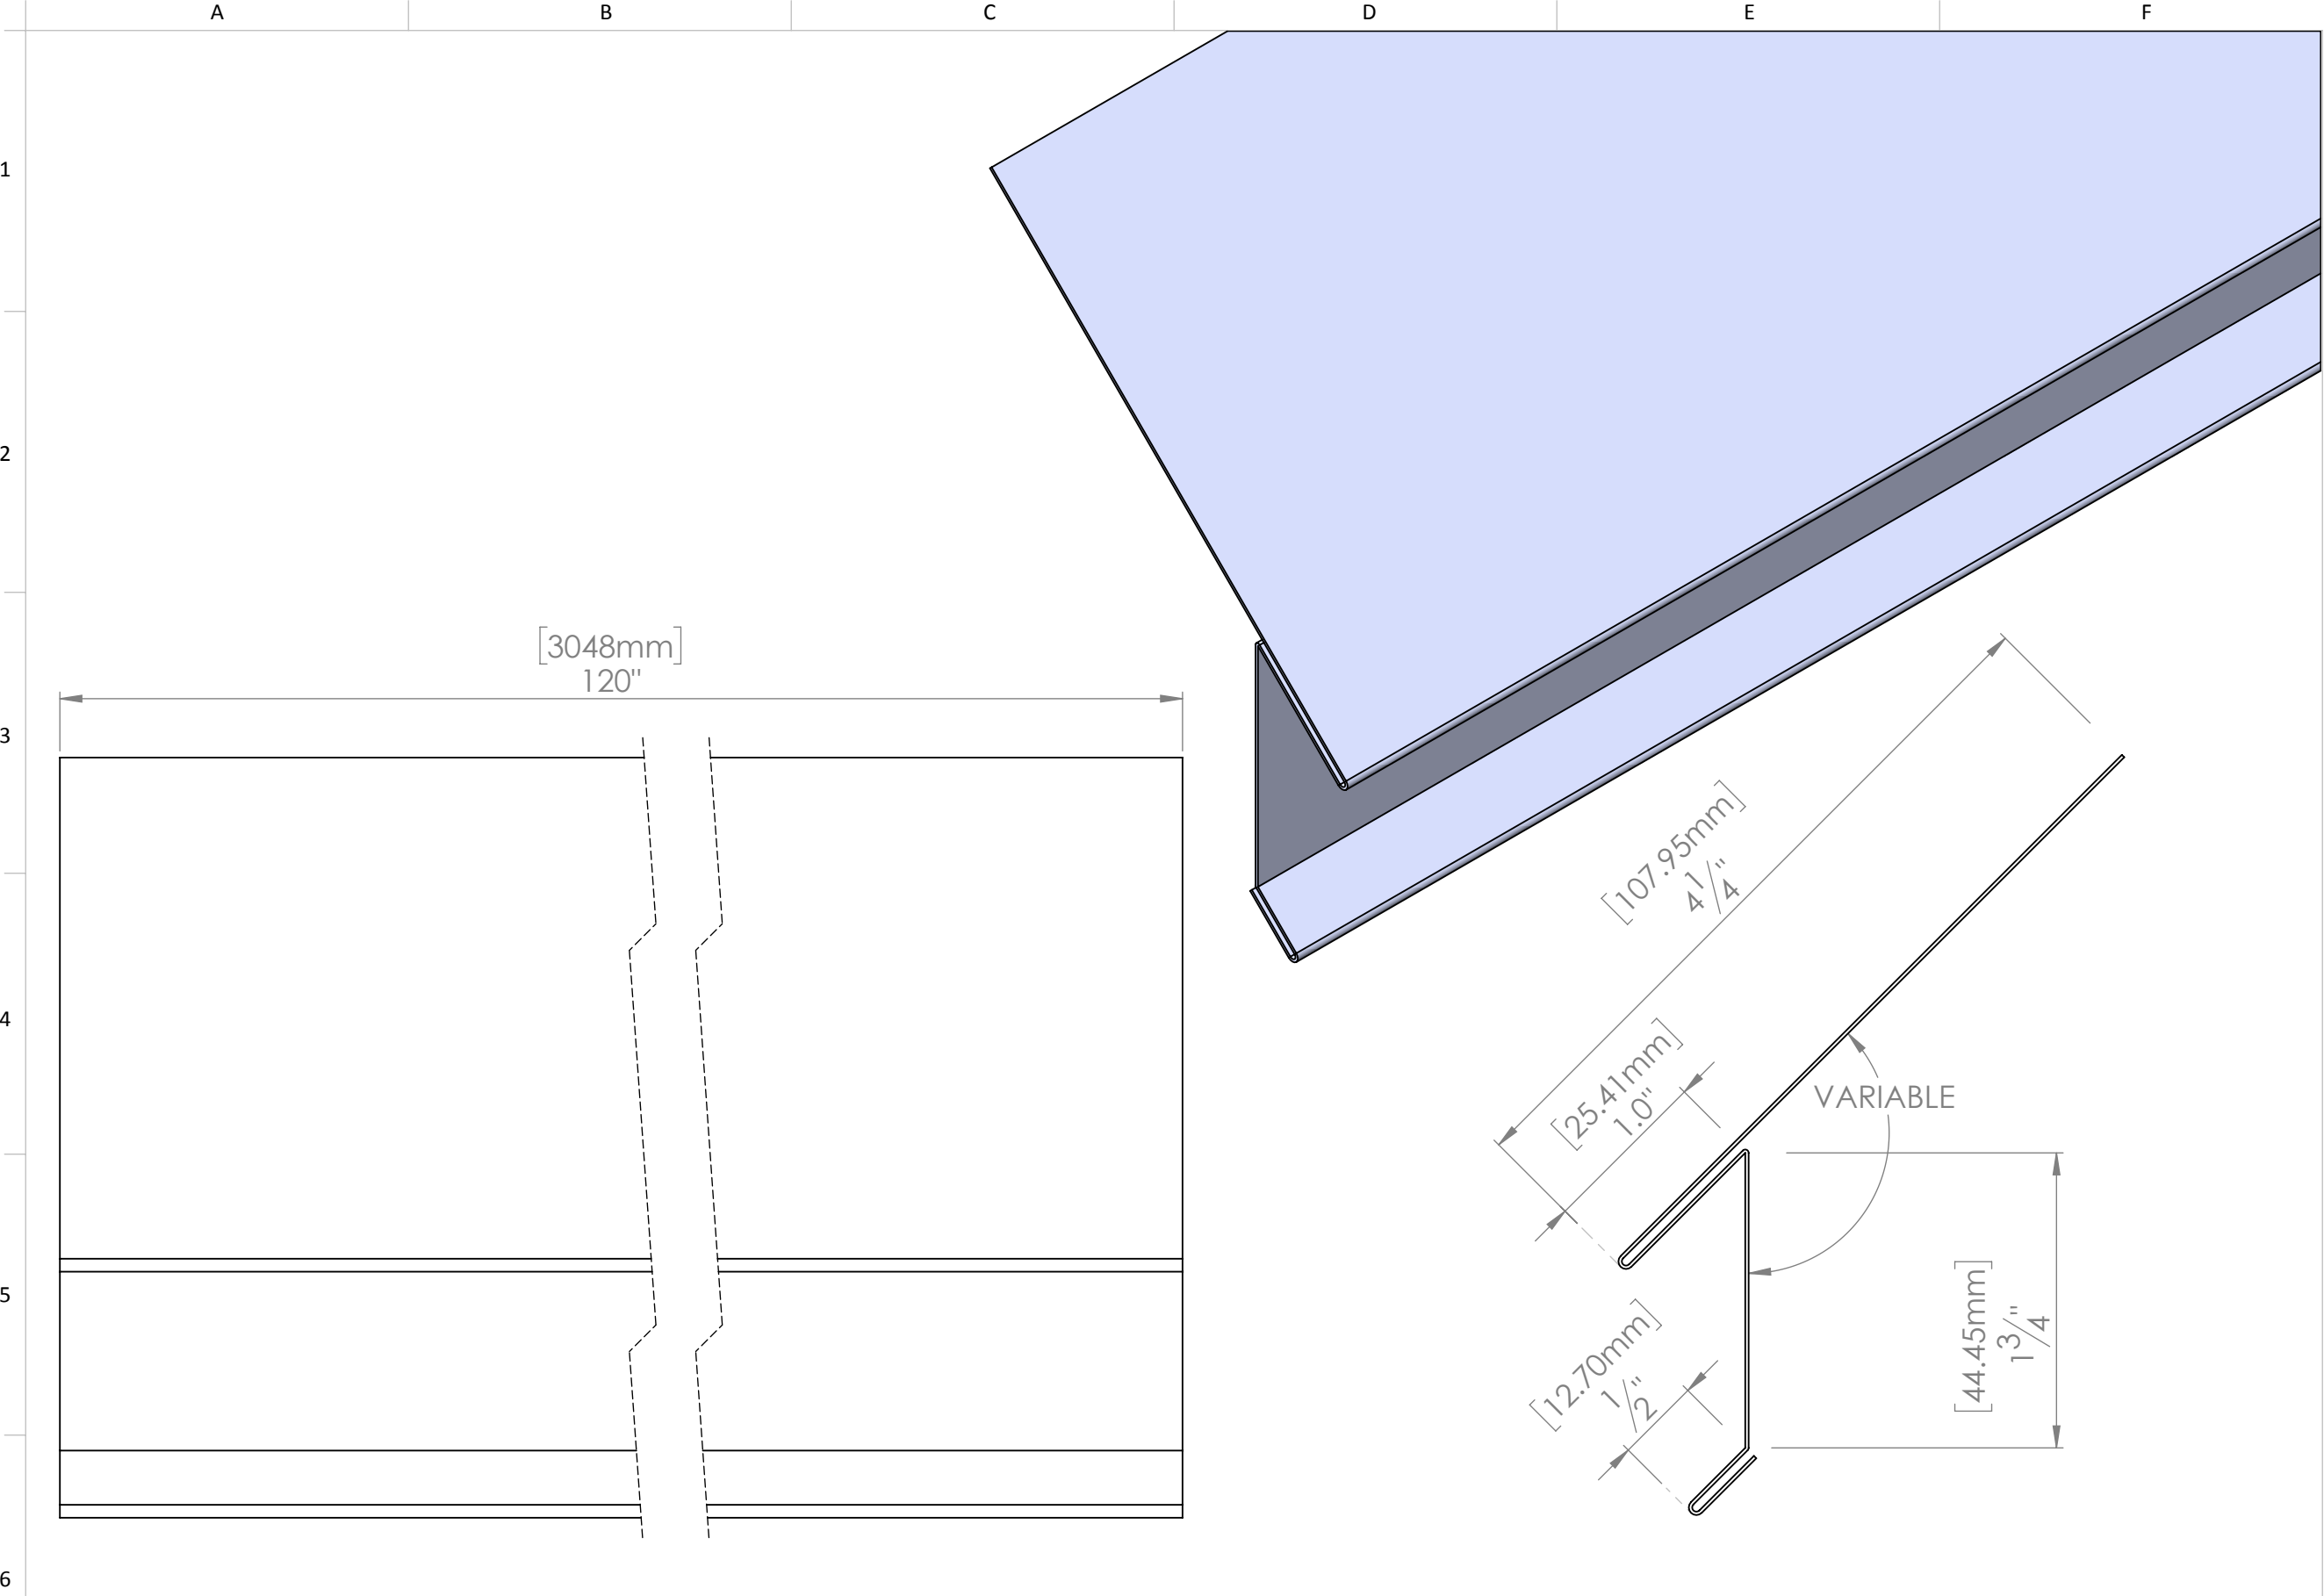 A B C D E F
1
2
3
4
5
6
[3048mm]
120"
[107.95mm]
4 1/4"
[25.41mm]
1.0"
VARIABLE
[44.45mm]
1 3/4"
[12.70mm]
1/2"